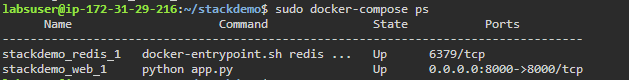 labsuser@ip-172-31-29-216:~/stackdemo$ sudo docker-compose ps
Name Command State Ports
--------------------------------------------------------------------------------
stackdemo_redis_1 docker-entrypoint.sh redis ... Up 6379/tcp
stackdemo_web_1 python app.py Up 0.0.0.0:8000->8000/tcp